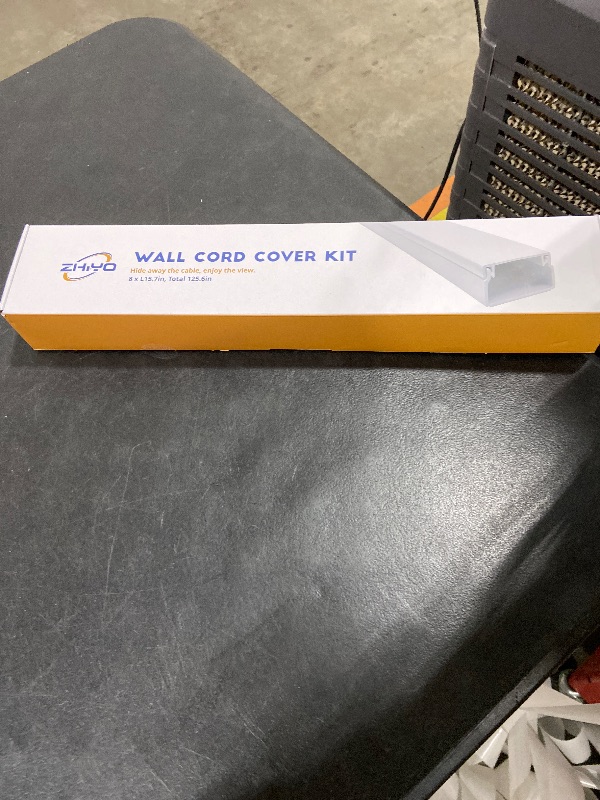 ZHIYO
WALL CORD COVER KIT
Hide away the cable, enjoy the view.
8 x L15.7in, Total 125.6in